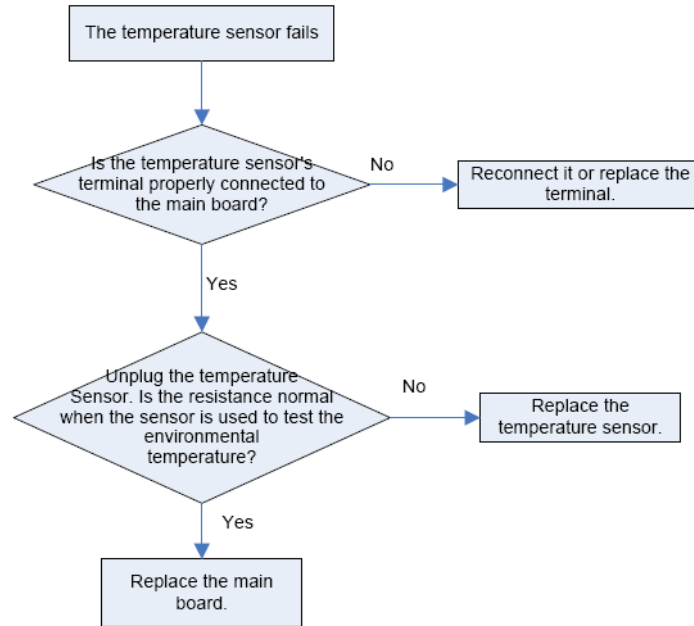 The temperature sensor fails
Is the temperature sensor's
terminal properly connected to
the main board?
No
Reconnect it or replace the
terminal.
Yes
Unplug the temperature
Sensor. Is the resistance normal
when the sensor is used to test the
environmental
temperature?
No
Replace the
temperature sensor.
Yes
Replace the main
board.